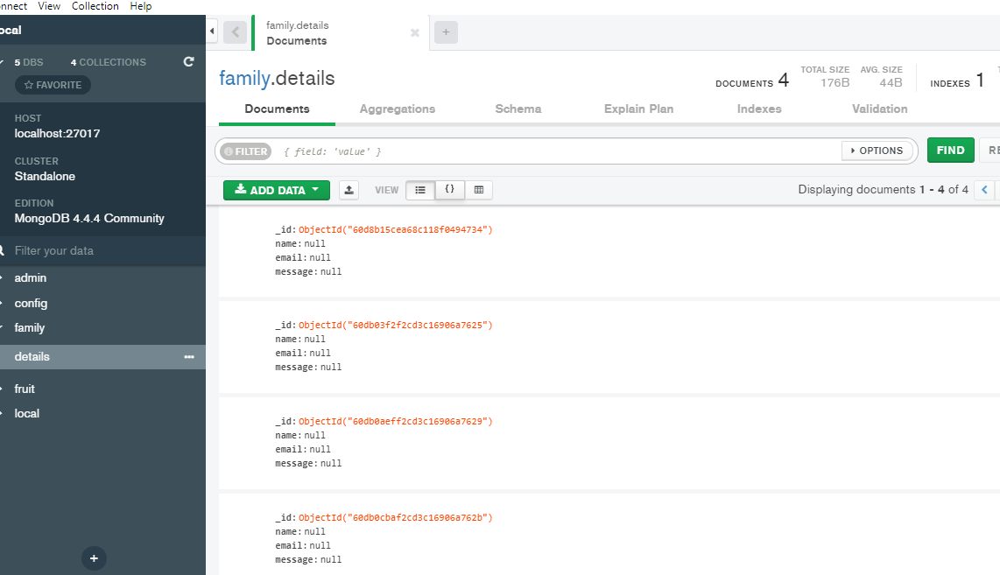 nnect View Collection Help
ocal
5 DBS 4 COLLECTIONS
☆ FAVORITE
HOST
localhost:27017
CLUSTER
Standalone
EDITION
MongoDB 4.4.4 Community
Filter your data
admin
config
family
details
fruit
local
family.details
Documents
family.details
DOCUMENTS 4
TOTAL SIZE
176B
AVG. SIZE
44B
INDEXES 1
Documents Aggregations Schema Explain Plan Indexes Validation
FILTER { field: 'value' } OPTIONS FIND RE
ADD DATA VIEW {} Displaying documents 1 - 4 of 4
_id:ObjectId("60d8b15cea68c118f0494734")
name:null
email:null
message:null
_id:ObjectId("60db03f2f2cd3c16906a7625")
name:null
email:null
message:null
_id:ObjectId("60db0aeff2cd3c16906a7629")
name:null
email:null
message:null
_id:ObjectId("60db0cbaf2cd3c16906a762b")
name:null
email:null
message:null